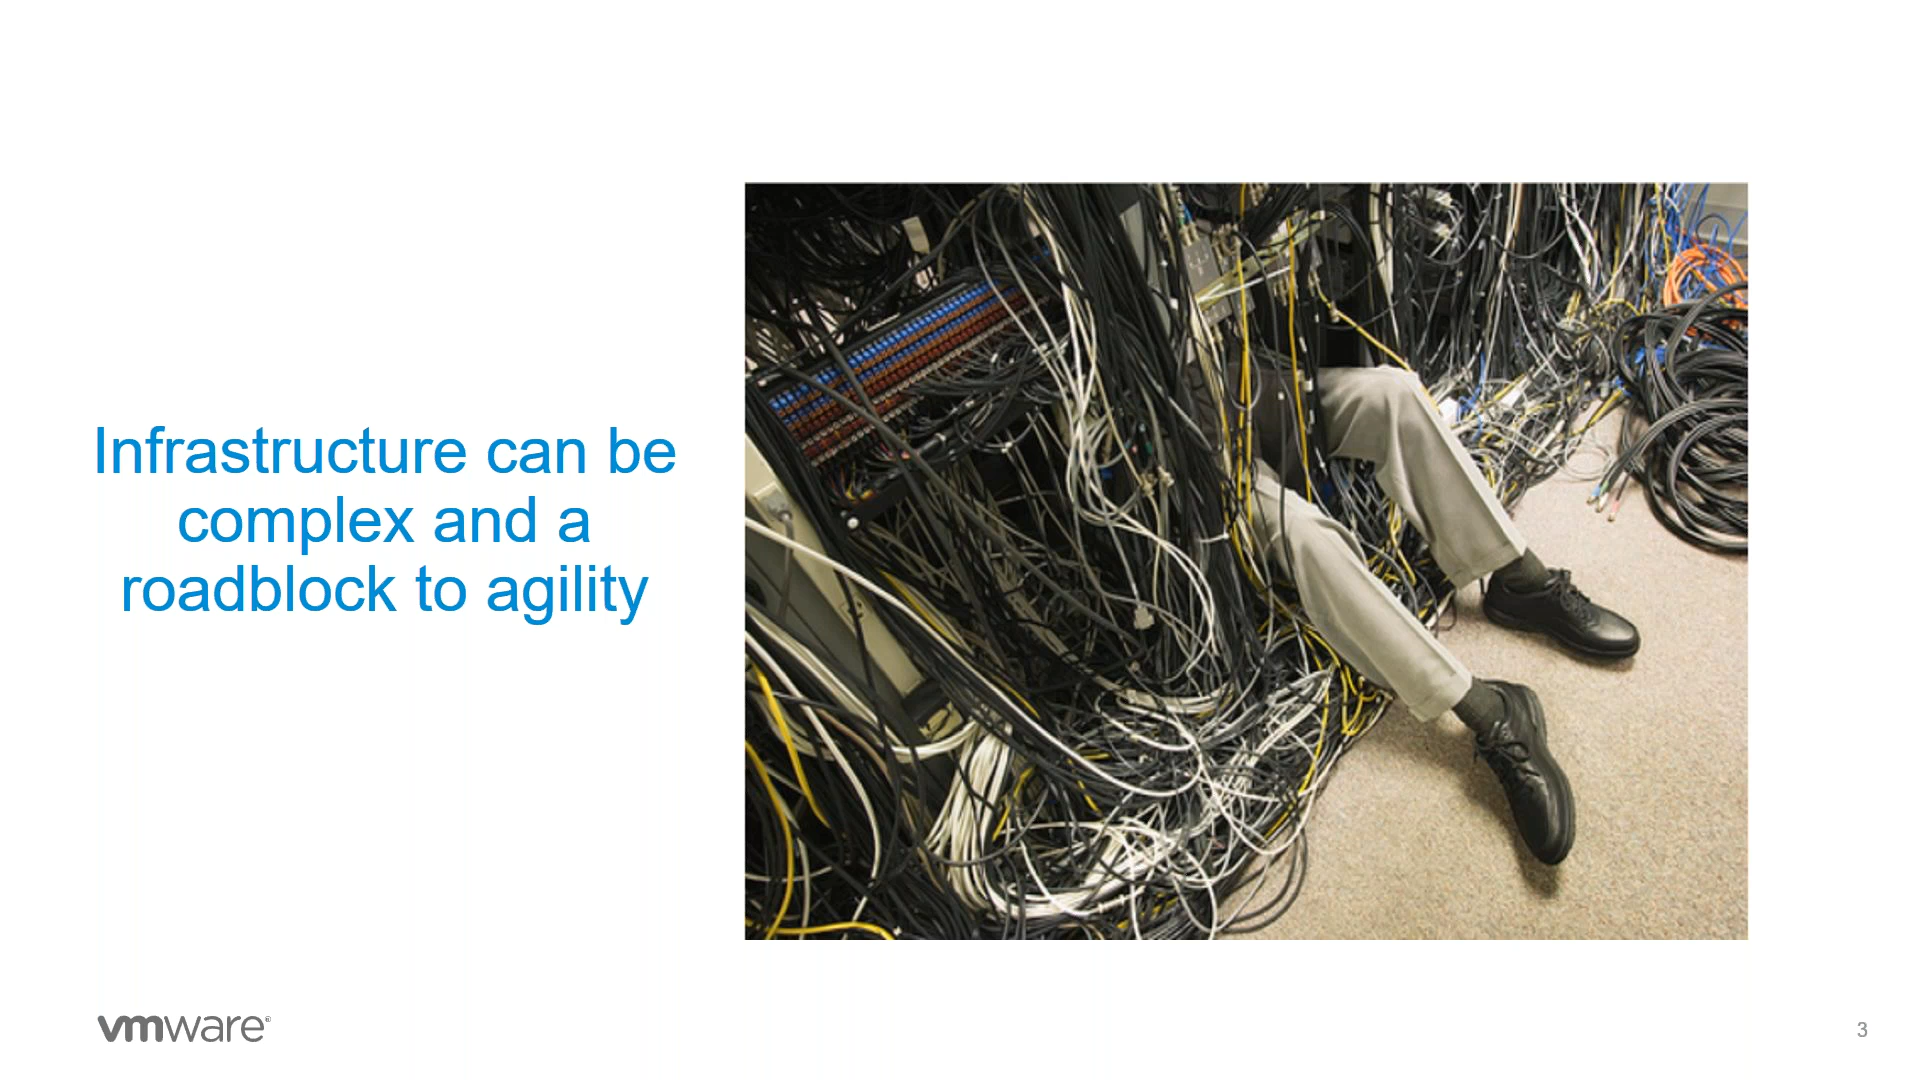 Infrastructure can be
complex and a
roadblock to agility
vmware®
3